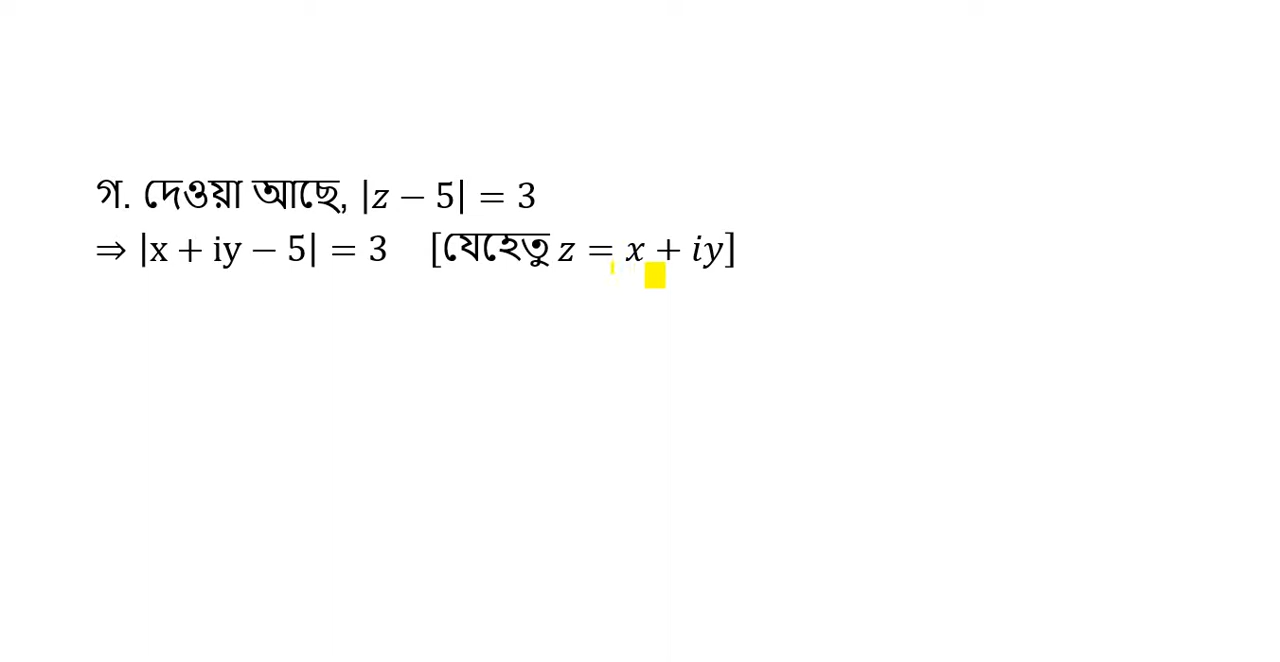 গ. দেওয়া আছে, |z − 5| = 3
⇒ |x + iy − 5| = 3 [যেহেতু z = x + iy]